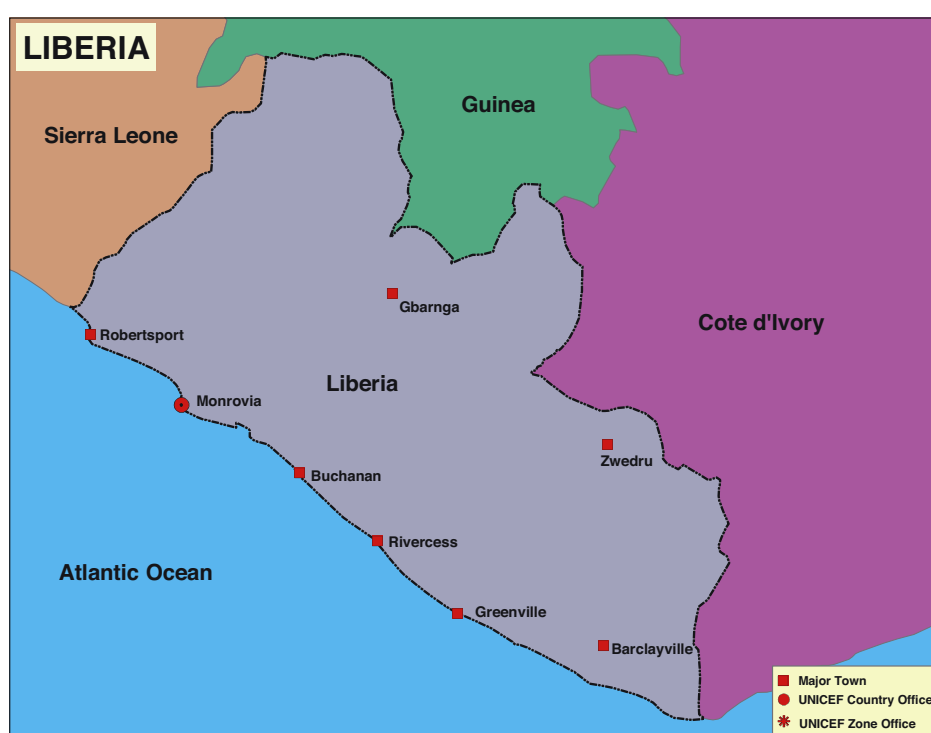 LIBERIA
Guinea
Sierra Leone
Gbarnga
Cote d'Ivory
Robertsport
Liberia
Monrovia
Zwedru
Buchanan
Rivercess
Atlantic Ocean
Greenville
Barclayville
Major Town
UNICEF Country Office
UNICEF Zone Office